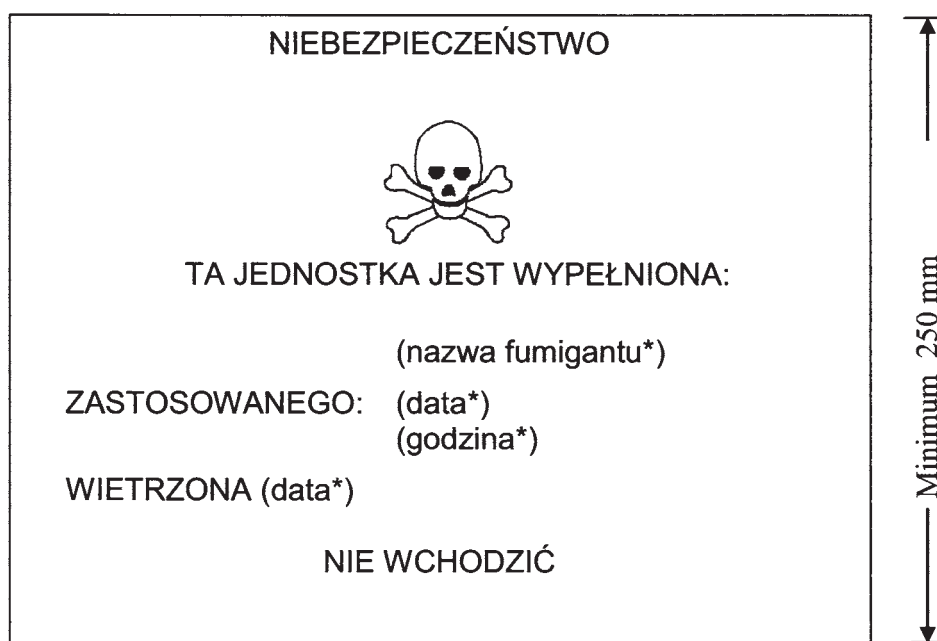 NIEBEZPIECZEŃSTWO
TA JEDNOSTKA JEST WYPEŁNIONA:
(nazwa fumigantu*)
ZASTOSOWANEGO: (data*)
(godzina*)
WIETRZONA (data*)
NIE WCHODZIĆ
Minimum 250 mm